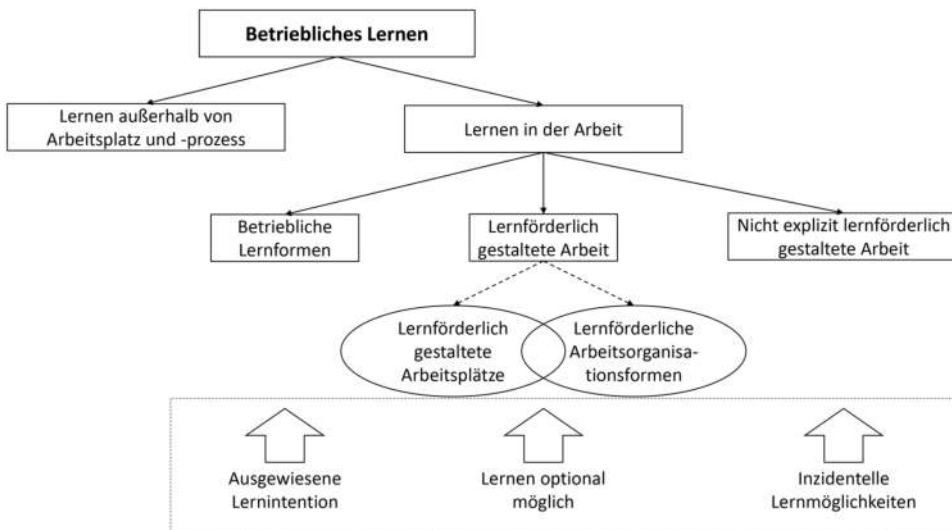 Betriebliches Lernen
Lernen außerhalb von
Arbeitsplatz und -prozess
Lernen in der Arbeit
Betriebliche
Lernformen
Lernförderlich
gestaltete Arbeit
Nicht explizit lernförderlich
gestaltete Arbeit
Lernförderlich
gestaltete
Arbeitsplätze
Lernförderliche
Arbeitsorganisa-
tionsformen
Ausgewiesene
Lernintention
Lernen optional
möglich
Inzidentelle
Lernmöglichkeiten